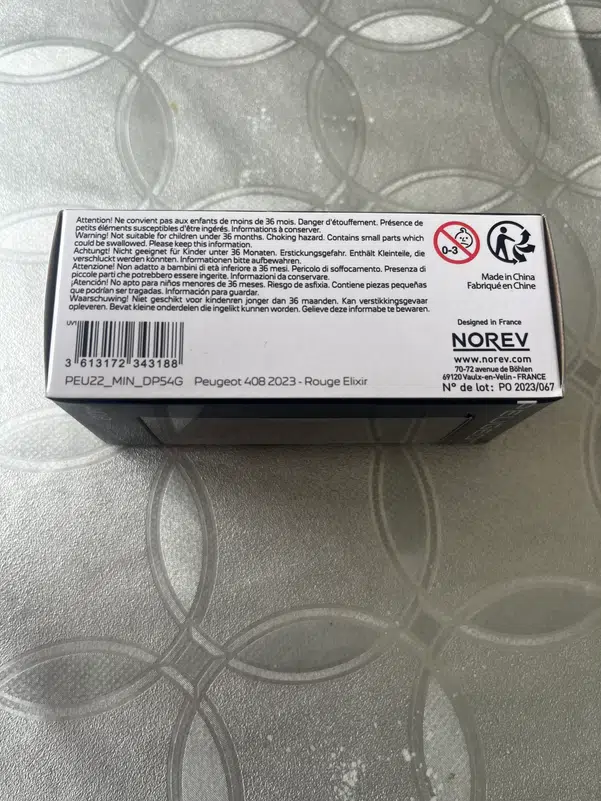 Attention! Ne convient pas aux enfants de moins de 36 mois. Danger d'étouffement. Présence de
petits éléments susceptibles d'être ingérés. Informations à conserver.
Warning! Not suitable for children under 36 months. Choking hazard. Contains small parts which
could be swallowed. Please keep this information.
Achtung! Nicht geeignet für Kinder unter 36 Monaten. Erstickungsgefahr. Enthält Kleinteile, die
verschluckt werden könnten. Informationen bitte aufbewahren.
Attenzione! Non adatto a bambini di età inferiore a 36 mesi. Pericolo di soffocamento. Presenza di
piccole parti che potrebbero essere ingerite. Informazioni da conservare.
¡Atención! No apto para niños menores de 36 meses. Riesgo de asfixia. Contiene piezas pequeñas
que podrían ser tragadas. Información para guardar.
Waarschuwing! Niet geschikt voor kindenren jonger dan 36 maanden. Kan verstikkingsgevaar
opleveren. Bevat kleine onderdelen die ingelikt kunnen worden. Gelieve deze informatie te bewaren.
0-3
Made in China
Fabriqué en Chine
UV1
3 613172 343188
PEU22_MIN_DP54G Peugeot 408 2023 - Rouge Elixir
Designed in France
NOREV
www.norev.com
70-72 avenue de Böhlen
69120 Vaulx-en-Velin - FRANCE
N° de lot: PO 2023/067